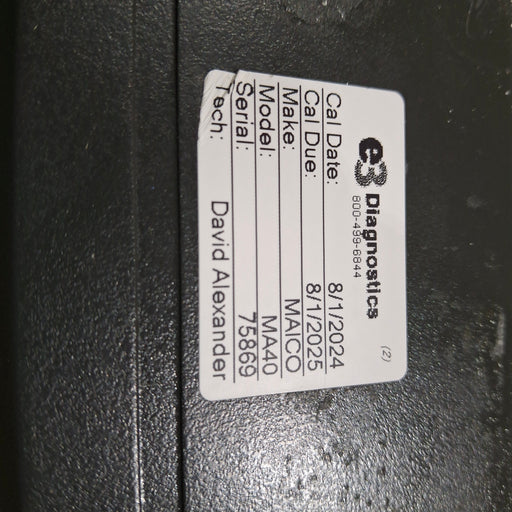 e3 Diagnostics
800-499-6844
(2)
Cal Date: 8/1/2024
Cal Due: 8/1/2025
Make: MAICO
Model: MA40
Serial: 75869
Tech: David Alexander